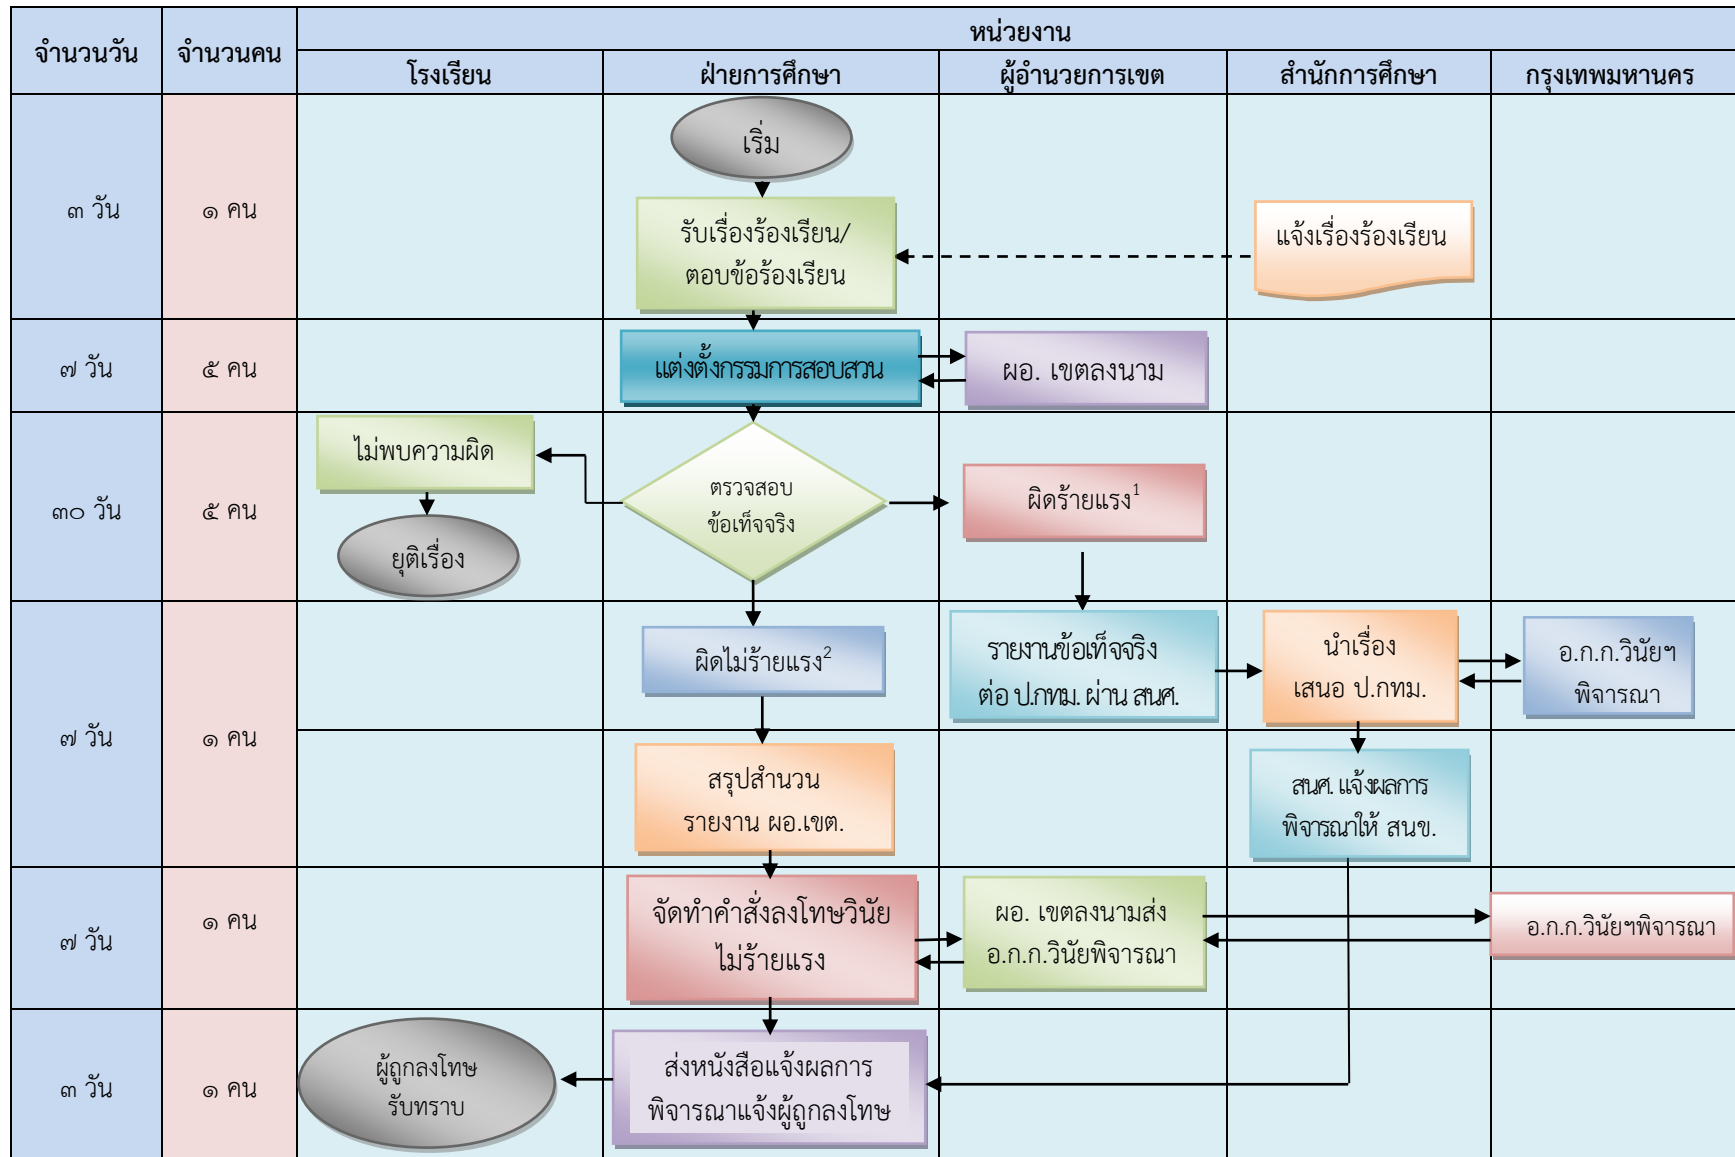 จำนวนวัน
จำนวนคน
หน่วยงาน
โรงเรียน
ฝ่ายการศึกษา
ผู้อำนวยการเขต
สำนักการศึกษา
กรุงเทพมหานคร
๓ วัน
๑ คน
เริ่ม
รับเรื่องร้องเรียน/
ตอบข้อร้องเรียน
แจ้งเรื่องร้องเรียน
๗ วัน
๕ คน
แต่งตั้งกรรมการสอบสวน
ผอ. เขตลงนาม
๓๐ วัน
๕ คน
ไม่พบความผิด
ยุติเรื่อง
ตรวจสอบ
ข้อเท็จจริง
ผิดร้ายแรง1
๗ วัน
๑ คน
ผิดไม่ร้ายแรง2
รายงานข้อเท็จจริง
ต่อ ป.กทม. ผ่าน สนศ.
นำเรื่อง
เสนอ ป.กทม.
อ.ก.ก.วินัยฯ
พิจารณา
สรุปสำนวน
รายงาน ผอ.เขต.
สนศ. แจ้งผลการ
พิจารณาให้ สนข.
๗ วัน
๑ คน
จัดทำคำสั่งลงโทษวินัย
ไม่ร้ายแรง
ผอ. เขตลงนามส่ง
อ.ก.ก.วินัยพิจารณา
อ.ก.ก.วินัยฯพิจารณา
๓ วัน
๑ คน
ผู้ถูกลงโทษ
รับทราบ
ส่งหนังสือแจ้งผลการ
พิจารณาแจ้งผู้ถูกลงโทษ